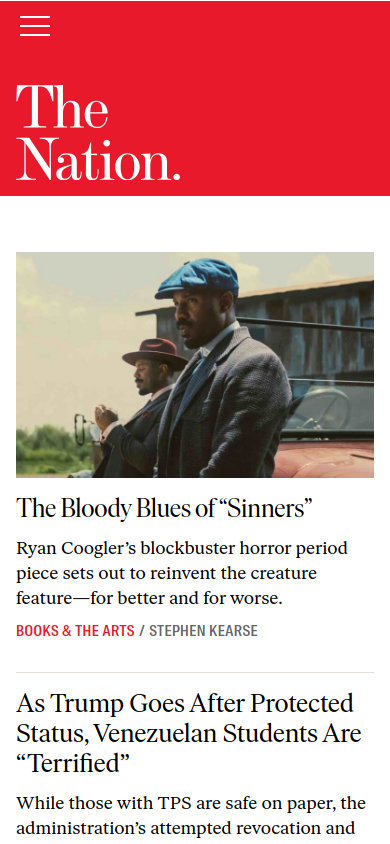 The
Nation.
The Bloody Blues of “Sinners”
Ryan Coogler’s blockbuster horror period
piece sets out to reinvent the creature
feature—for better and for worse.
BOOKS & THE ARTS / STEPHEN KEARSE
As Trump Goes After Protected
Status, Venezuelan Students Are
“Terrified”
While those with TPS are safe on paper, the
administration’s attempted revocation and